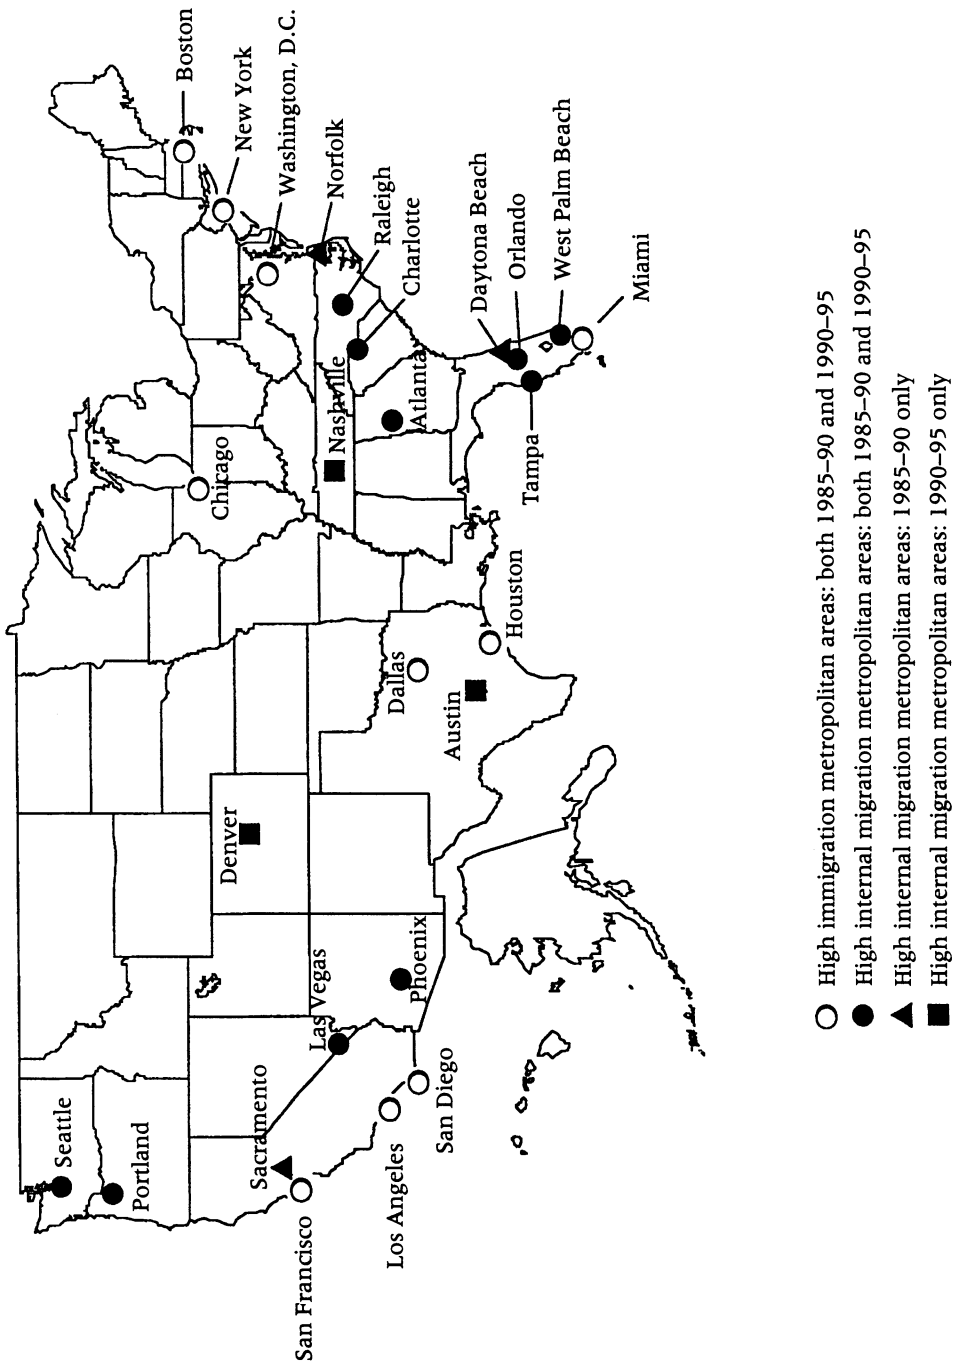 Boston
New York
Washington, D.C.
Norfolk
Raleigh
Charlotte
Daytona Beach
Orlando
West Palm Beach
Miami
Nashville
Atlanta
Tampa
Chicago
Houston
Dallas
Austin
Denver
Phoenix
Las Vegas
Seattle
Portland
Sacramento
San Francisco
Los Angeles
San Diego
High immigration metropolitan areas: both 1985–90 and 1990–95
High internal migration metropolitan areas: both 1985–90 and 1990–95
High internal migration metropolitan areas: 1985–90 only
High internal migration metropolitan areas: 1990–95 only